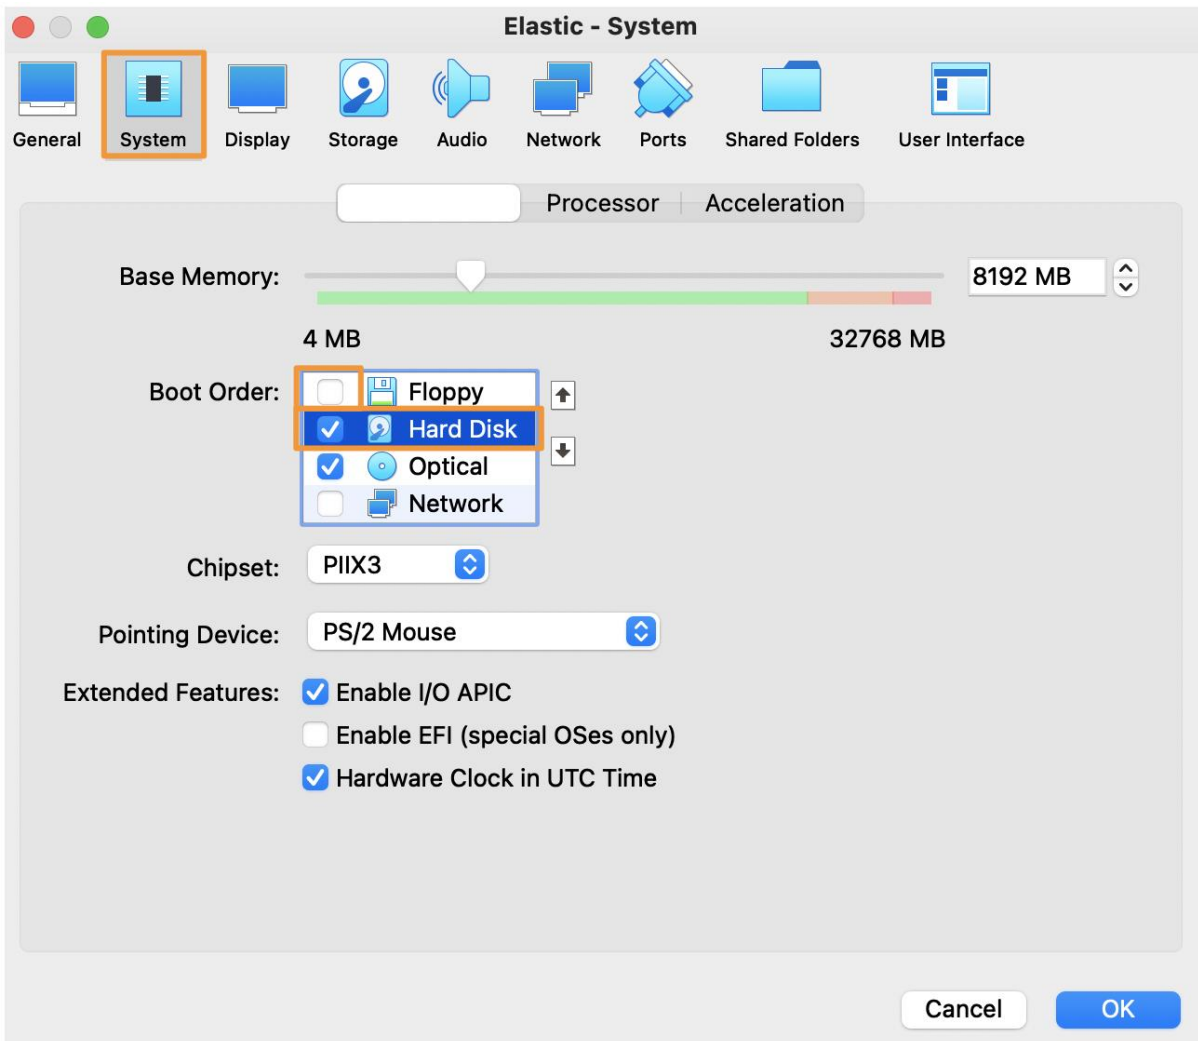 Elastic - System
General System Display Storage Audio Network Ports Shared Folders User Interface
Processor Acceleration
Base Memory: 8192 MB
4 MB 32768 MB
Boot Order: Floppy
Hard Disk
Optical
Network
Chipset: PIIX3
Pointing Device: PS/2 Mouse
Extended Features: Enable I/O APIC
Enable EFI (special OSes only)
Hardware Clock in UTC Time
Cancel OK